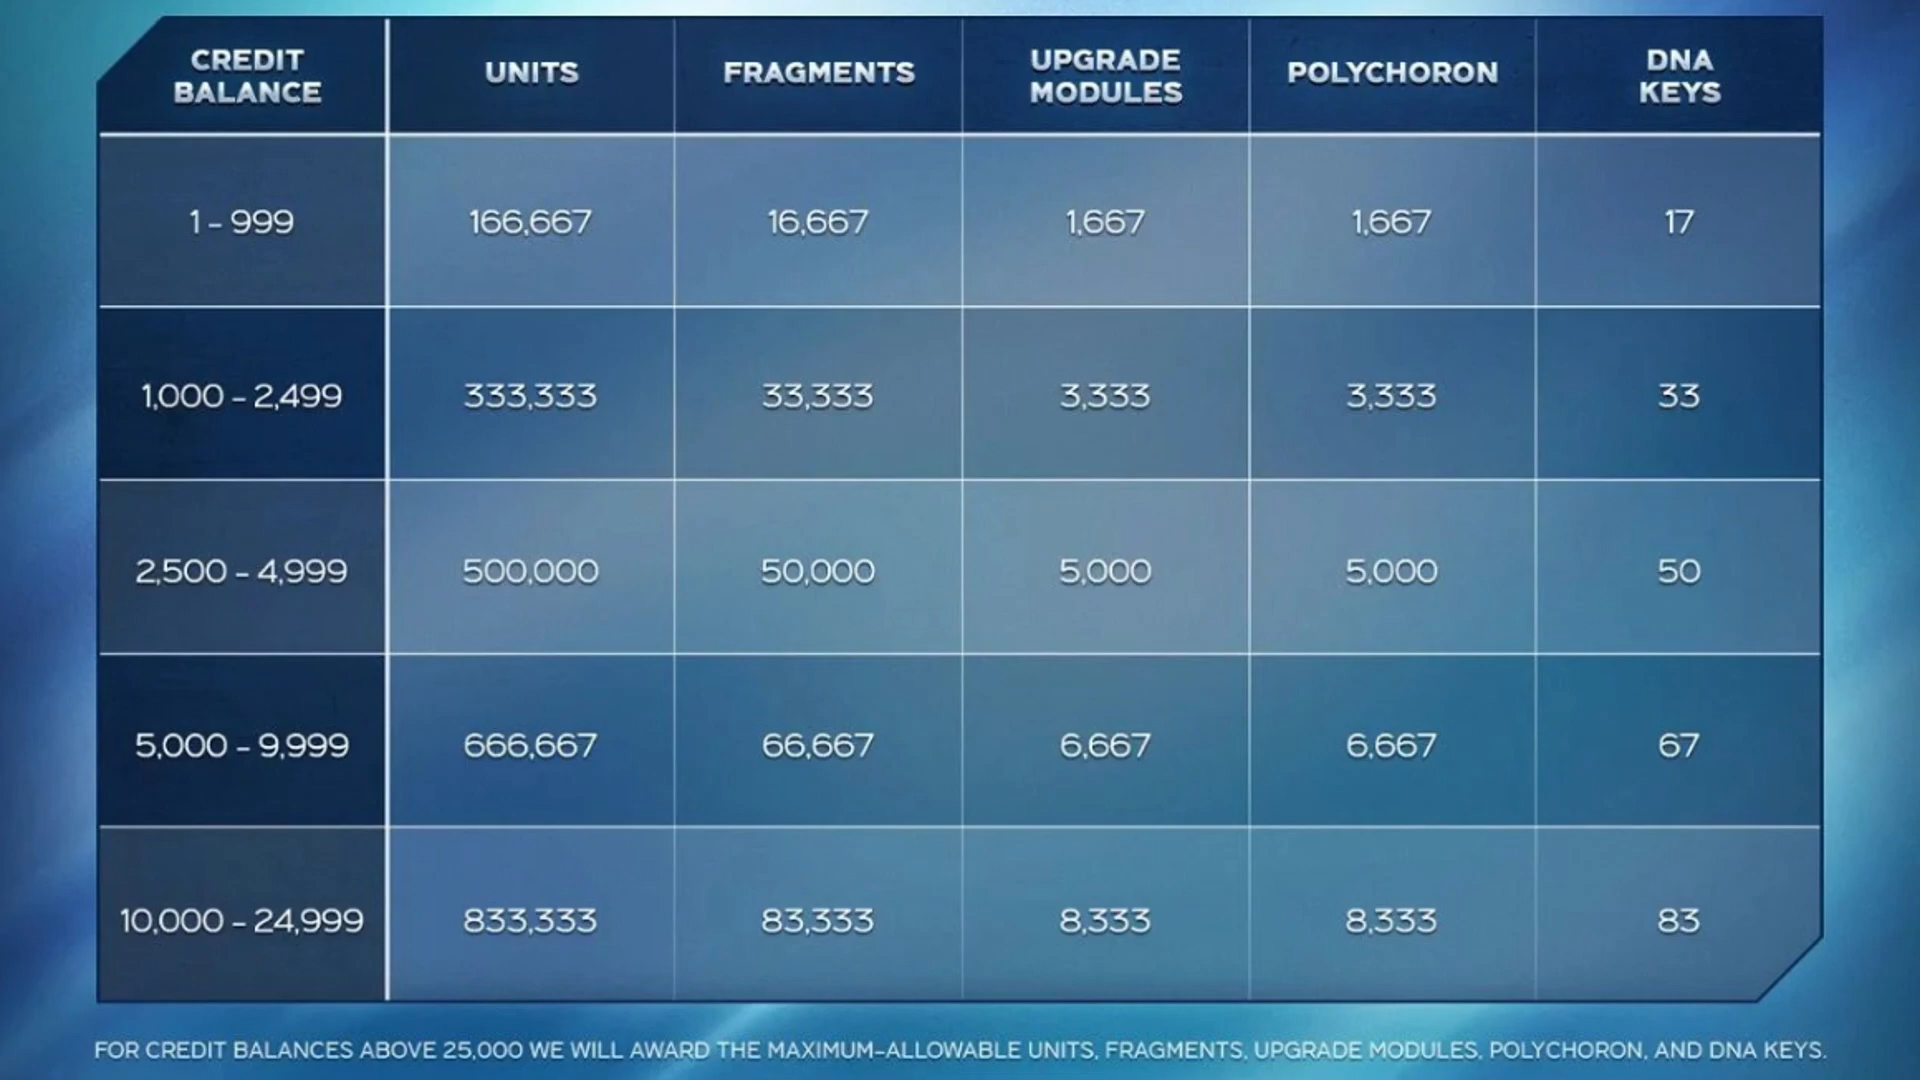 CREDIT BALANCE UNITS FRAGMENTS UPGRADE MODULES POLYCHORON DNA KEYS
1 – 999 166,667 16,667 1,667 1,667 17
1,000 – 2,499 333,333 33,333 3,333 3,333 33
2,500 – 4,999 500,000 50,000 5,000 5,000 50
5,000 – 9,999 666,667 66,667 6,667 6,667 67
10,000 – 24,999 833,333 83,333 8,333 8,333 83
FOR CREDIT BALANCES ABOVE 25,000 WE WILL AWARD THE MAXIMUM-ALLOWABLE UNITS, FRAGMENTS, UPGRADE MODULES, POLYCHORON, AND DNA KEYS.